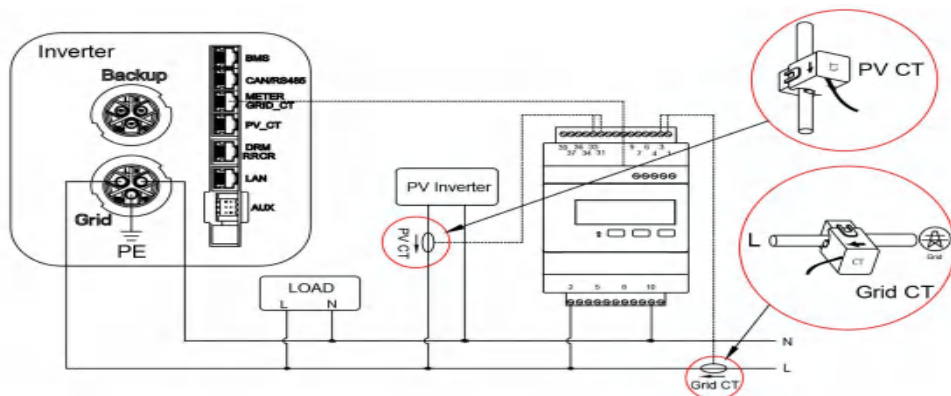 Inverter
Backup
BMS
CAN/RS485
METER
GRID_CT
PV_CT
DRM
RRCR
LAN
AUX
Grid
PE
LOAD
L N
PV Inverter
PV CT
39 36 33 9 6 3
37 34 31 7 4 1
2 5 8 10
N
L
Grid CT
CT
PV CT
L
CT
Grid
Grid CT